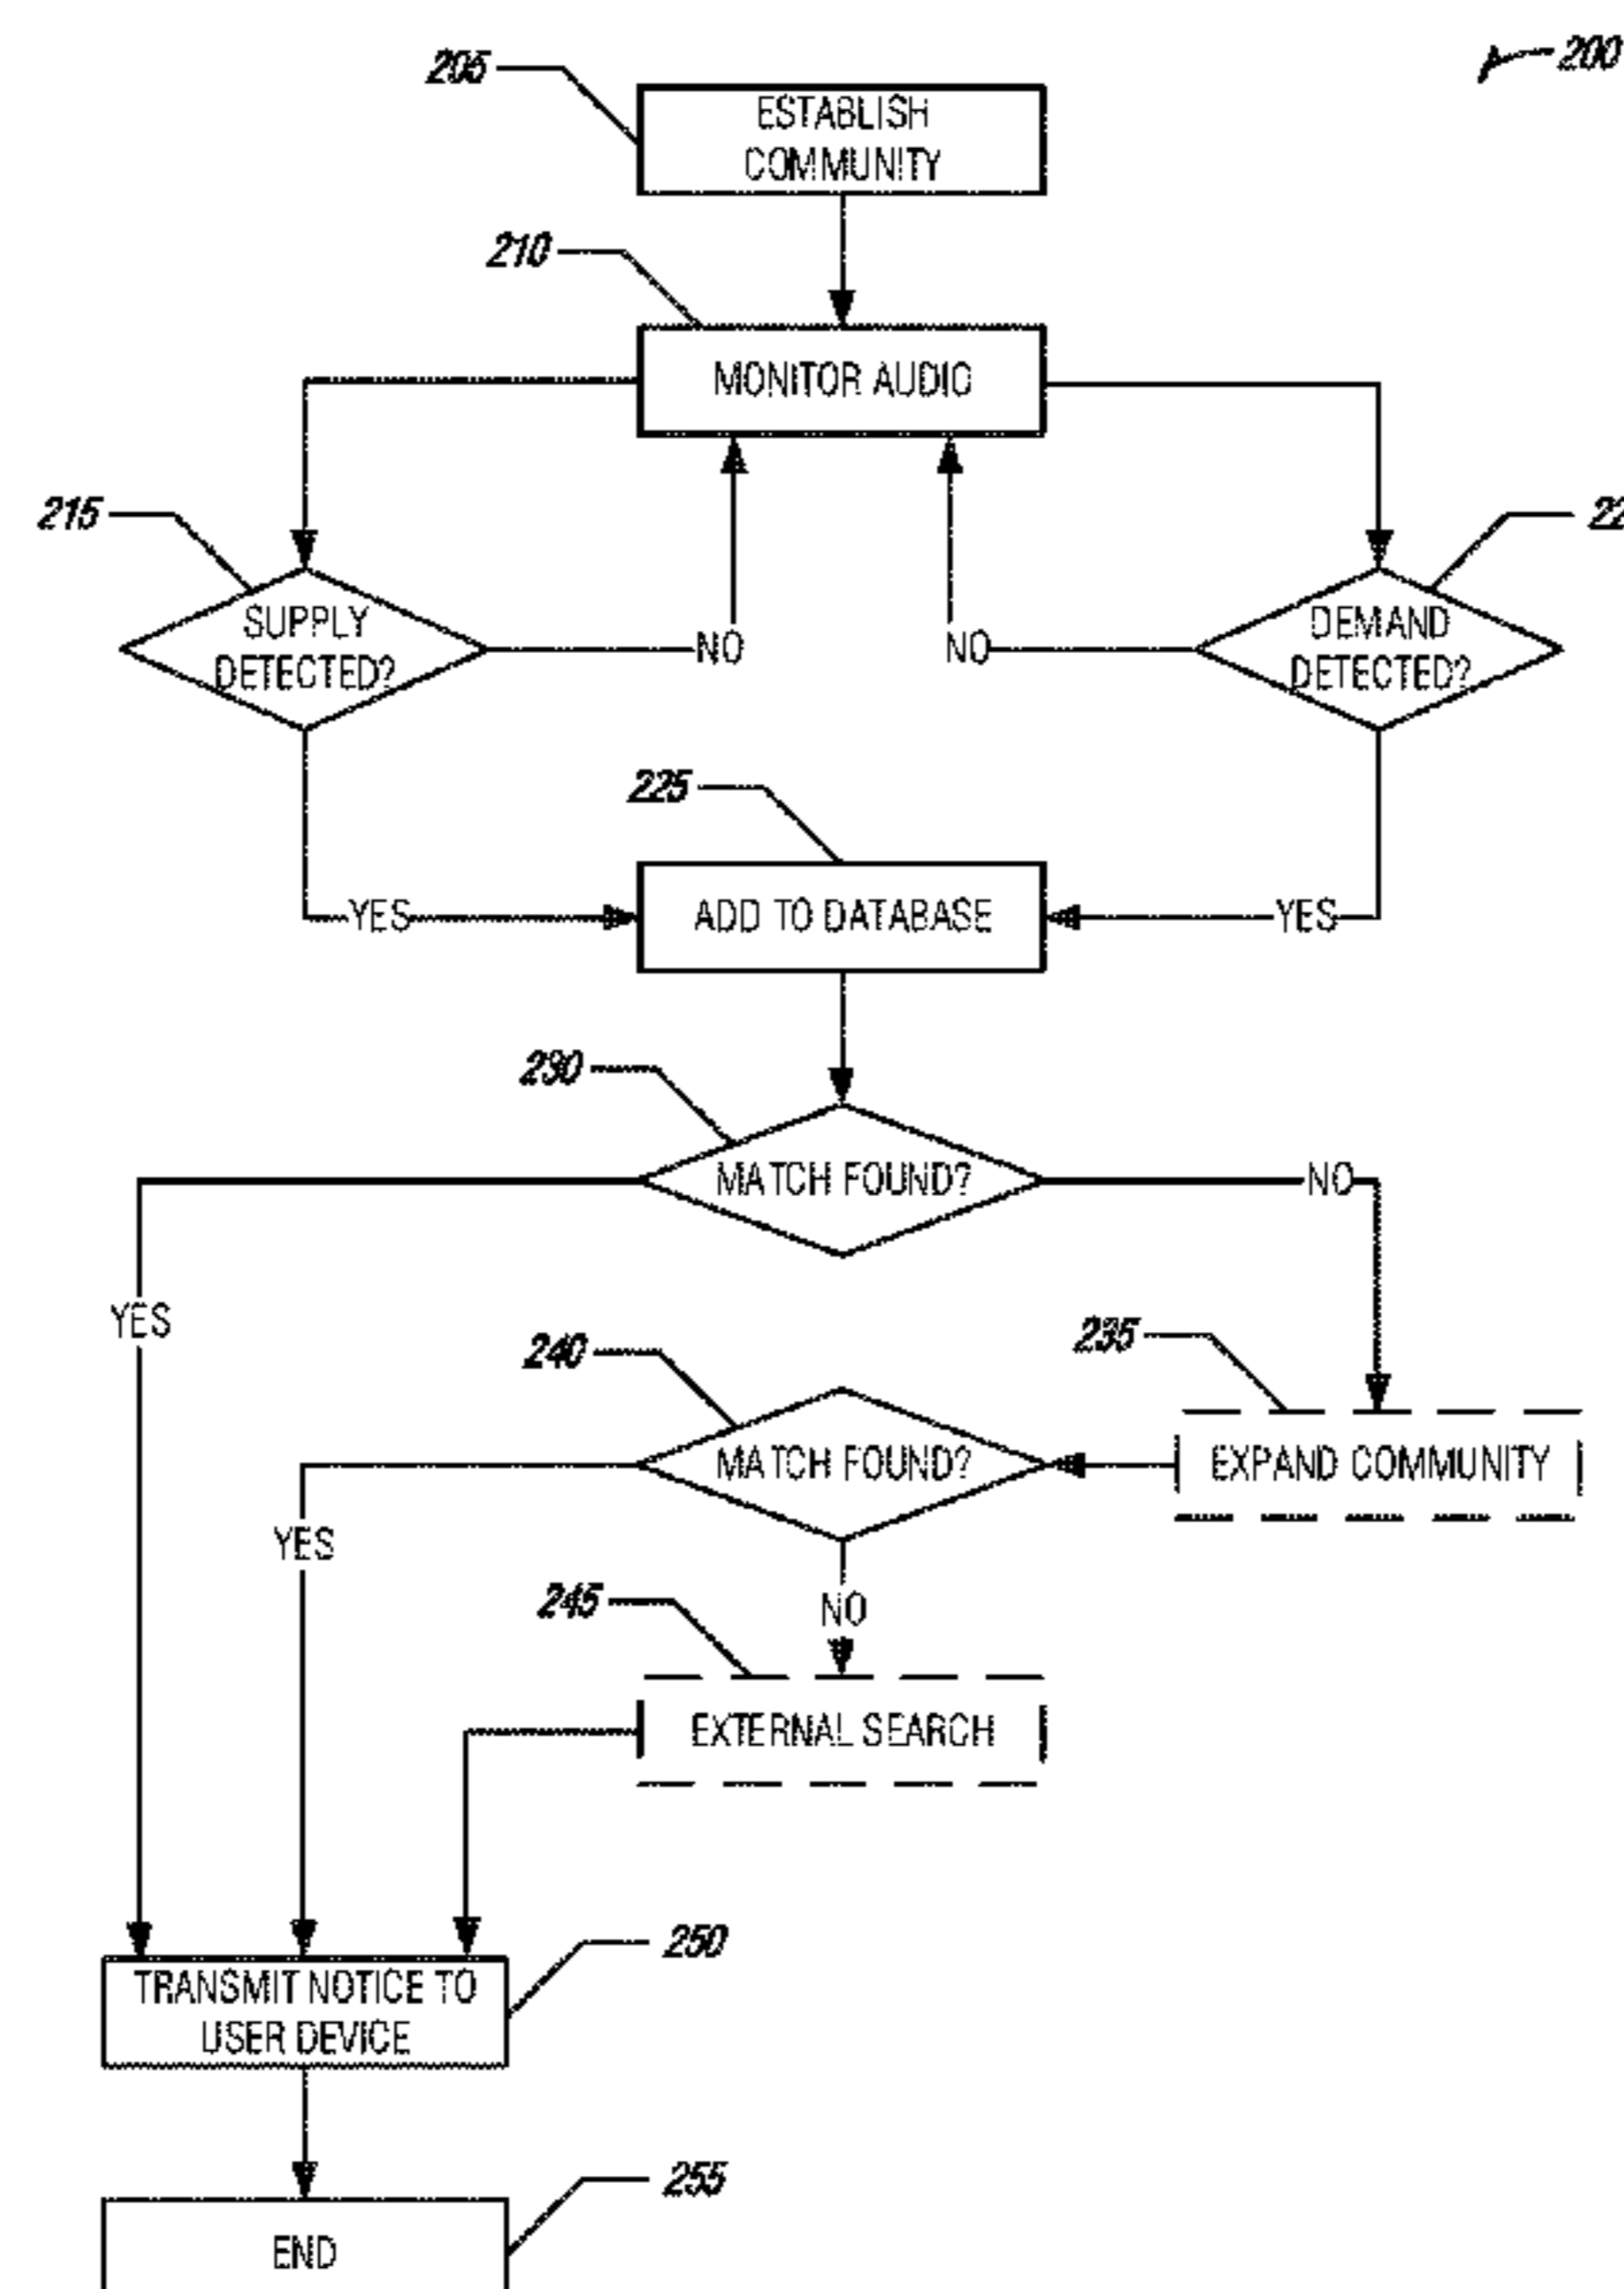 205
200
ESTABLISH
COMMUNITY
210
MONITOR AUDIO
215
22
SUPPLY
DETECTED?
NO
NO
DEMAND
DETECTED?
225
YES
ADD TO DATABASE
YES
230
MATCH FOUND?
NO
YES
240
235
MATCH FOUND?
EXPAND COMMUNITY
YES
245
NO
EXTERNAL SEARCH
250
TRANSMIT NOTICE TO
USER DEVICE
255
END